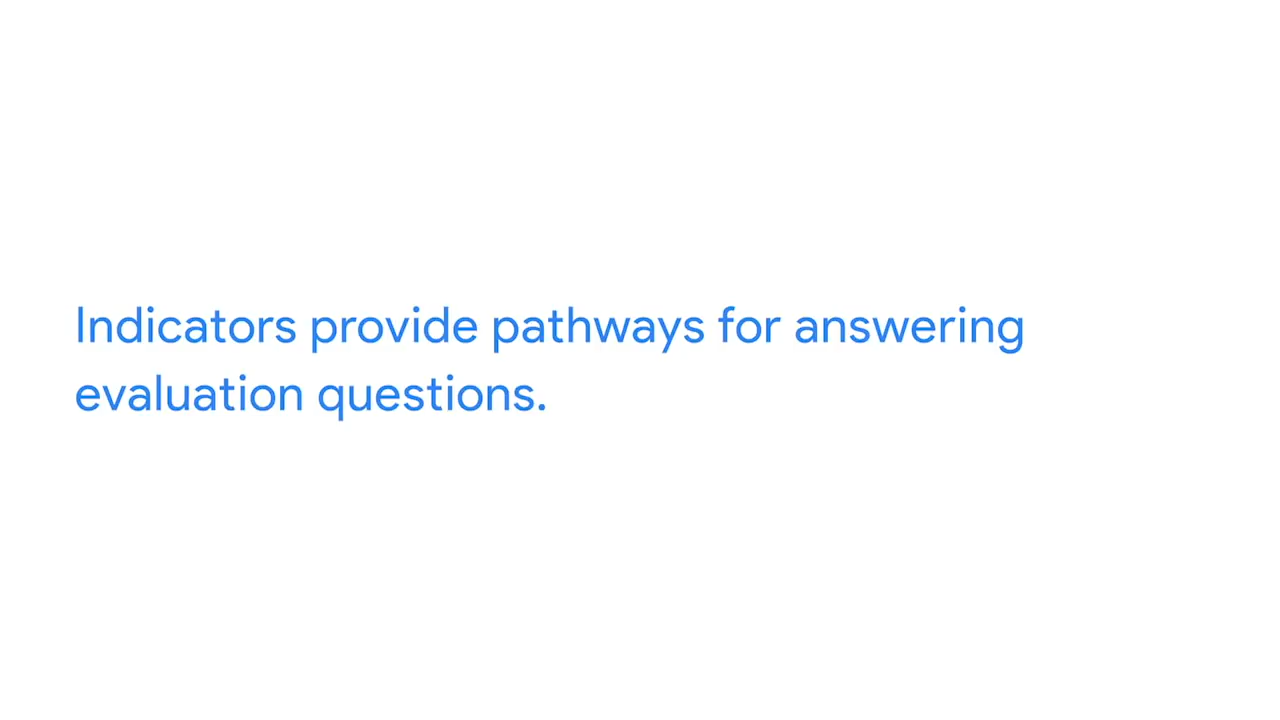 Indicators provide pathways for answering
evaluation questions.